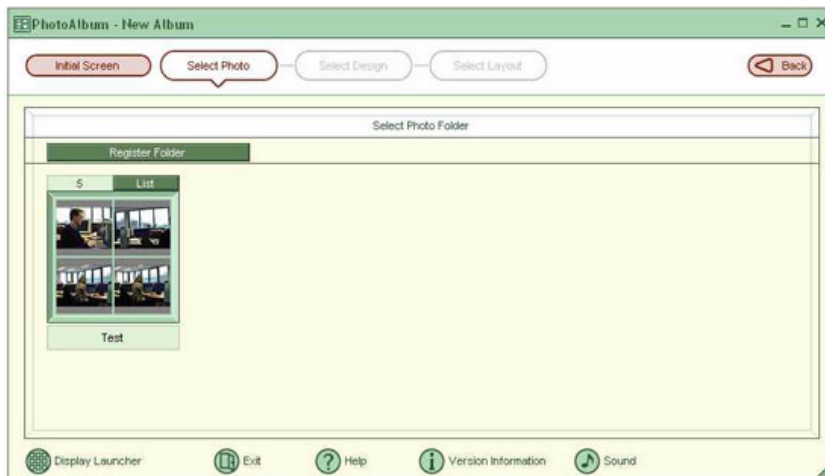 PhotoAlbum - New Album
Initial Screen Select Photo Select Design Select Layout Back
Select Photo Folder
Register Folder
5 List
Test
Display Launcher Exit Help Version Information Sound